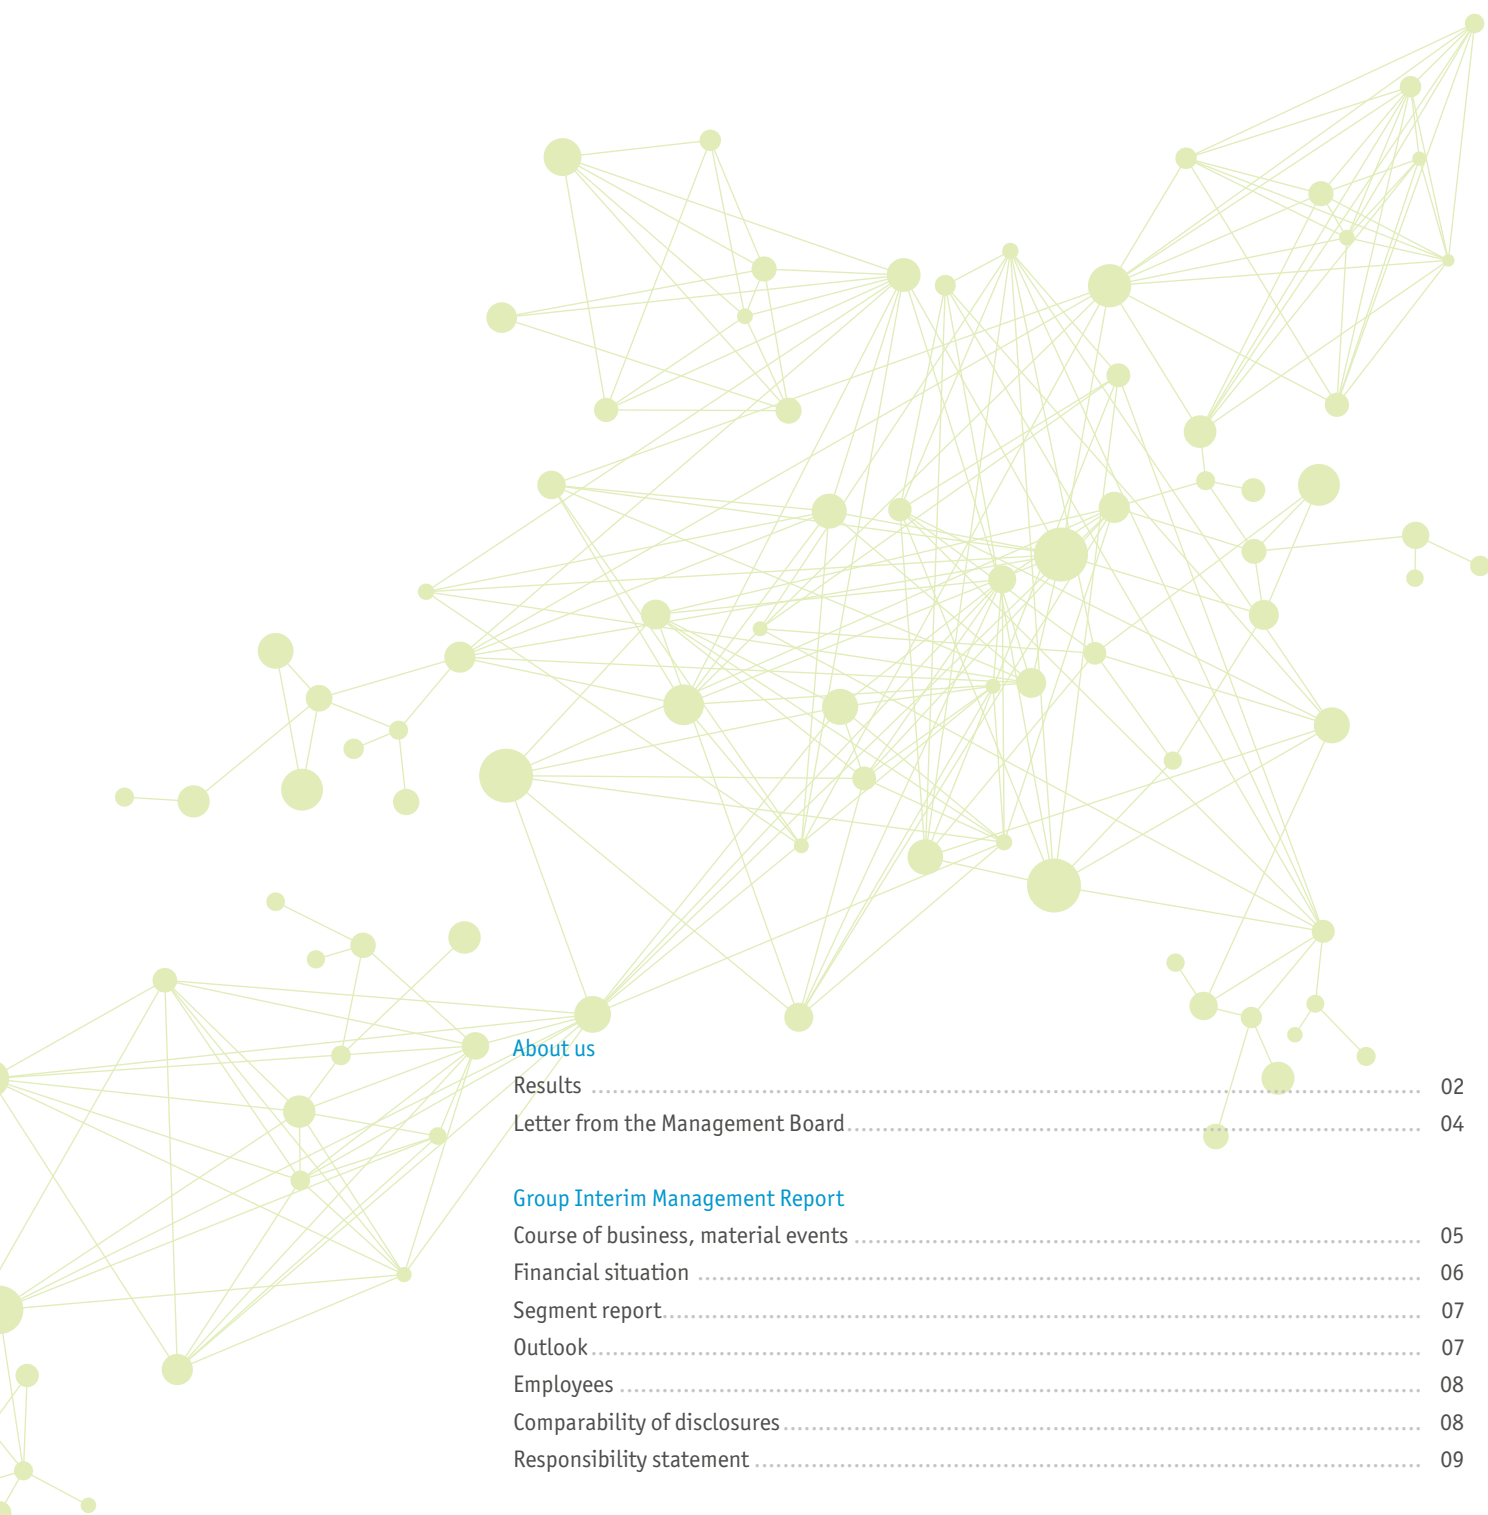 About us
Results ........ 02
Letter from the Management Board ........ 04
Group Interim Management Report
Course of business, material events ........ 05
Financial situation ........ 06
Segment report ........ 07
Outlook ........ 07
Employees ........ 08
Comparability of disclosures ........ 08
Responsibility statement ........ 09